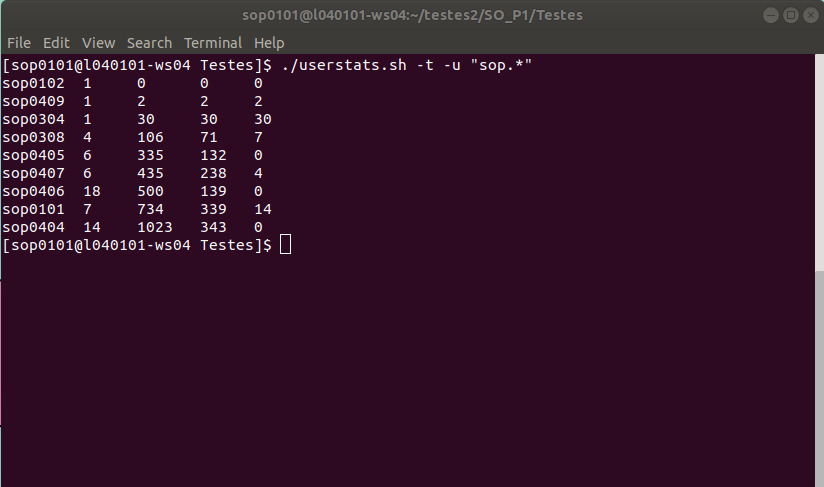 sop0101@l040101-ws04:~/testes2/SO_P1/Testes
File Edit View Search Terminal Help
[sop0101@l040101-ws04 Testes]$ ./userstats.sh -t -u "sop.*"
sop0102 1 0 0 0
sop0409 1 2 2 2
sop0304 1 30 30 30
sop0308 4 106 71 7
sop0405 6 335 132 0
sop0407 6 435 238 4
sop0406 18 500 139 0
sop0101 7 734 339 14
sop0404 14 1023 343 0
[sop0101@l040101-ws04 Testes]$